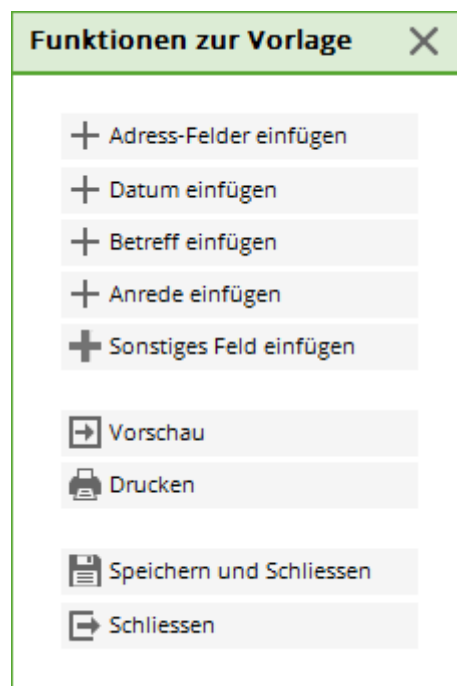 Funktionen zur Vorlage
Adress-Felder einfügen
Datum einfügen
Betreff einfügen
Anrede einfügen
Sonstiges Feld einfügen
Vorschau
Drucken
Speichern und Schliessen
Schliessen